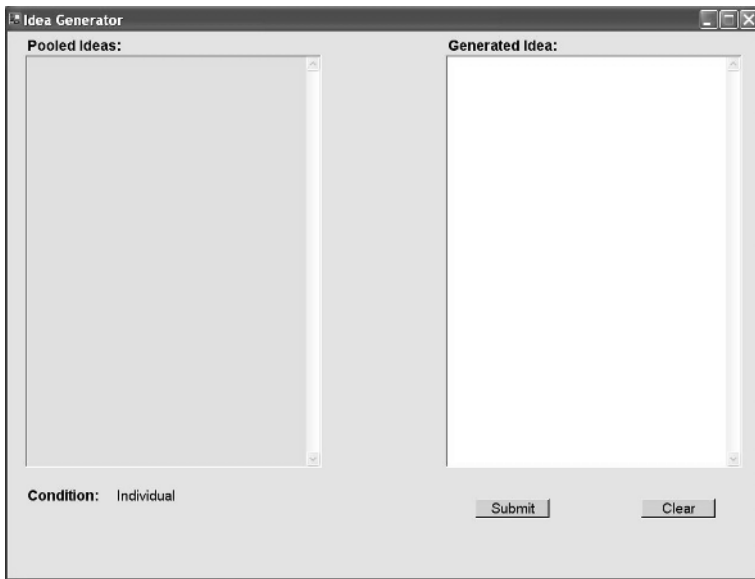 Idea Generator
Pooled Ideas:
Generated Idea:
Condition: Individual
Submit
Clear